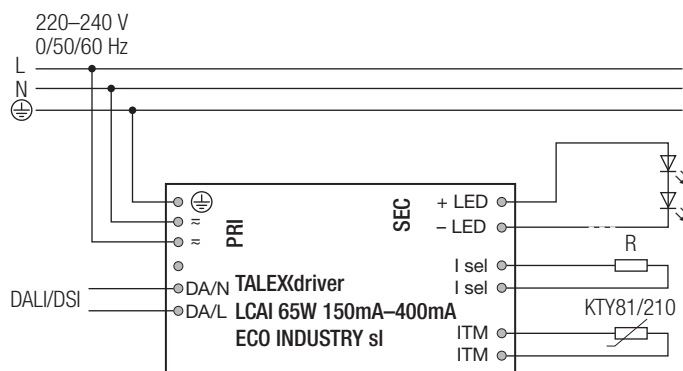 220–240 V
0/50/60 Hz
L
N
+ LED
≂
PRI
SEC
– LED
≂
R
I sel
I sel
DALI/DSI
DA/N
TALEXXdriver
DA/L
LCAI 65W 150mA–400mA
ECO INDUSTRY sl
KTY81/210
ITM
ITM